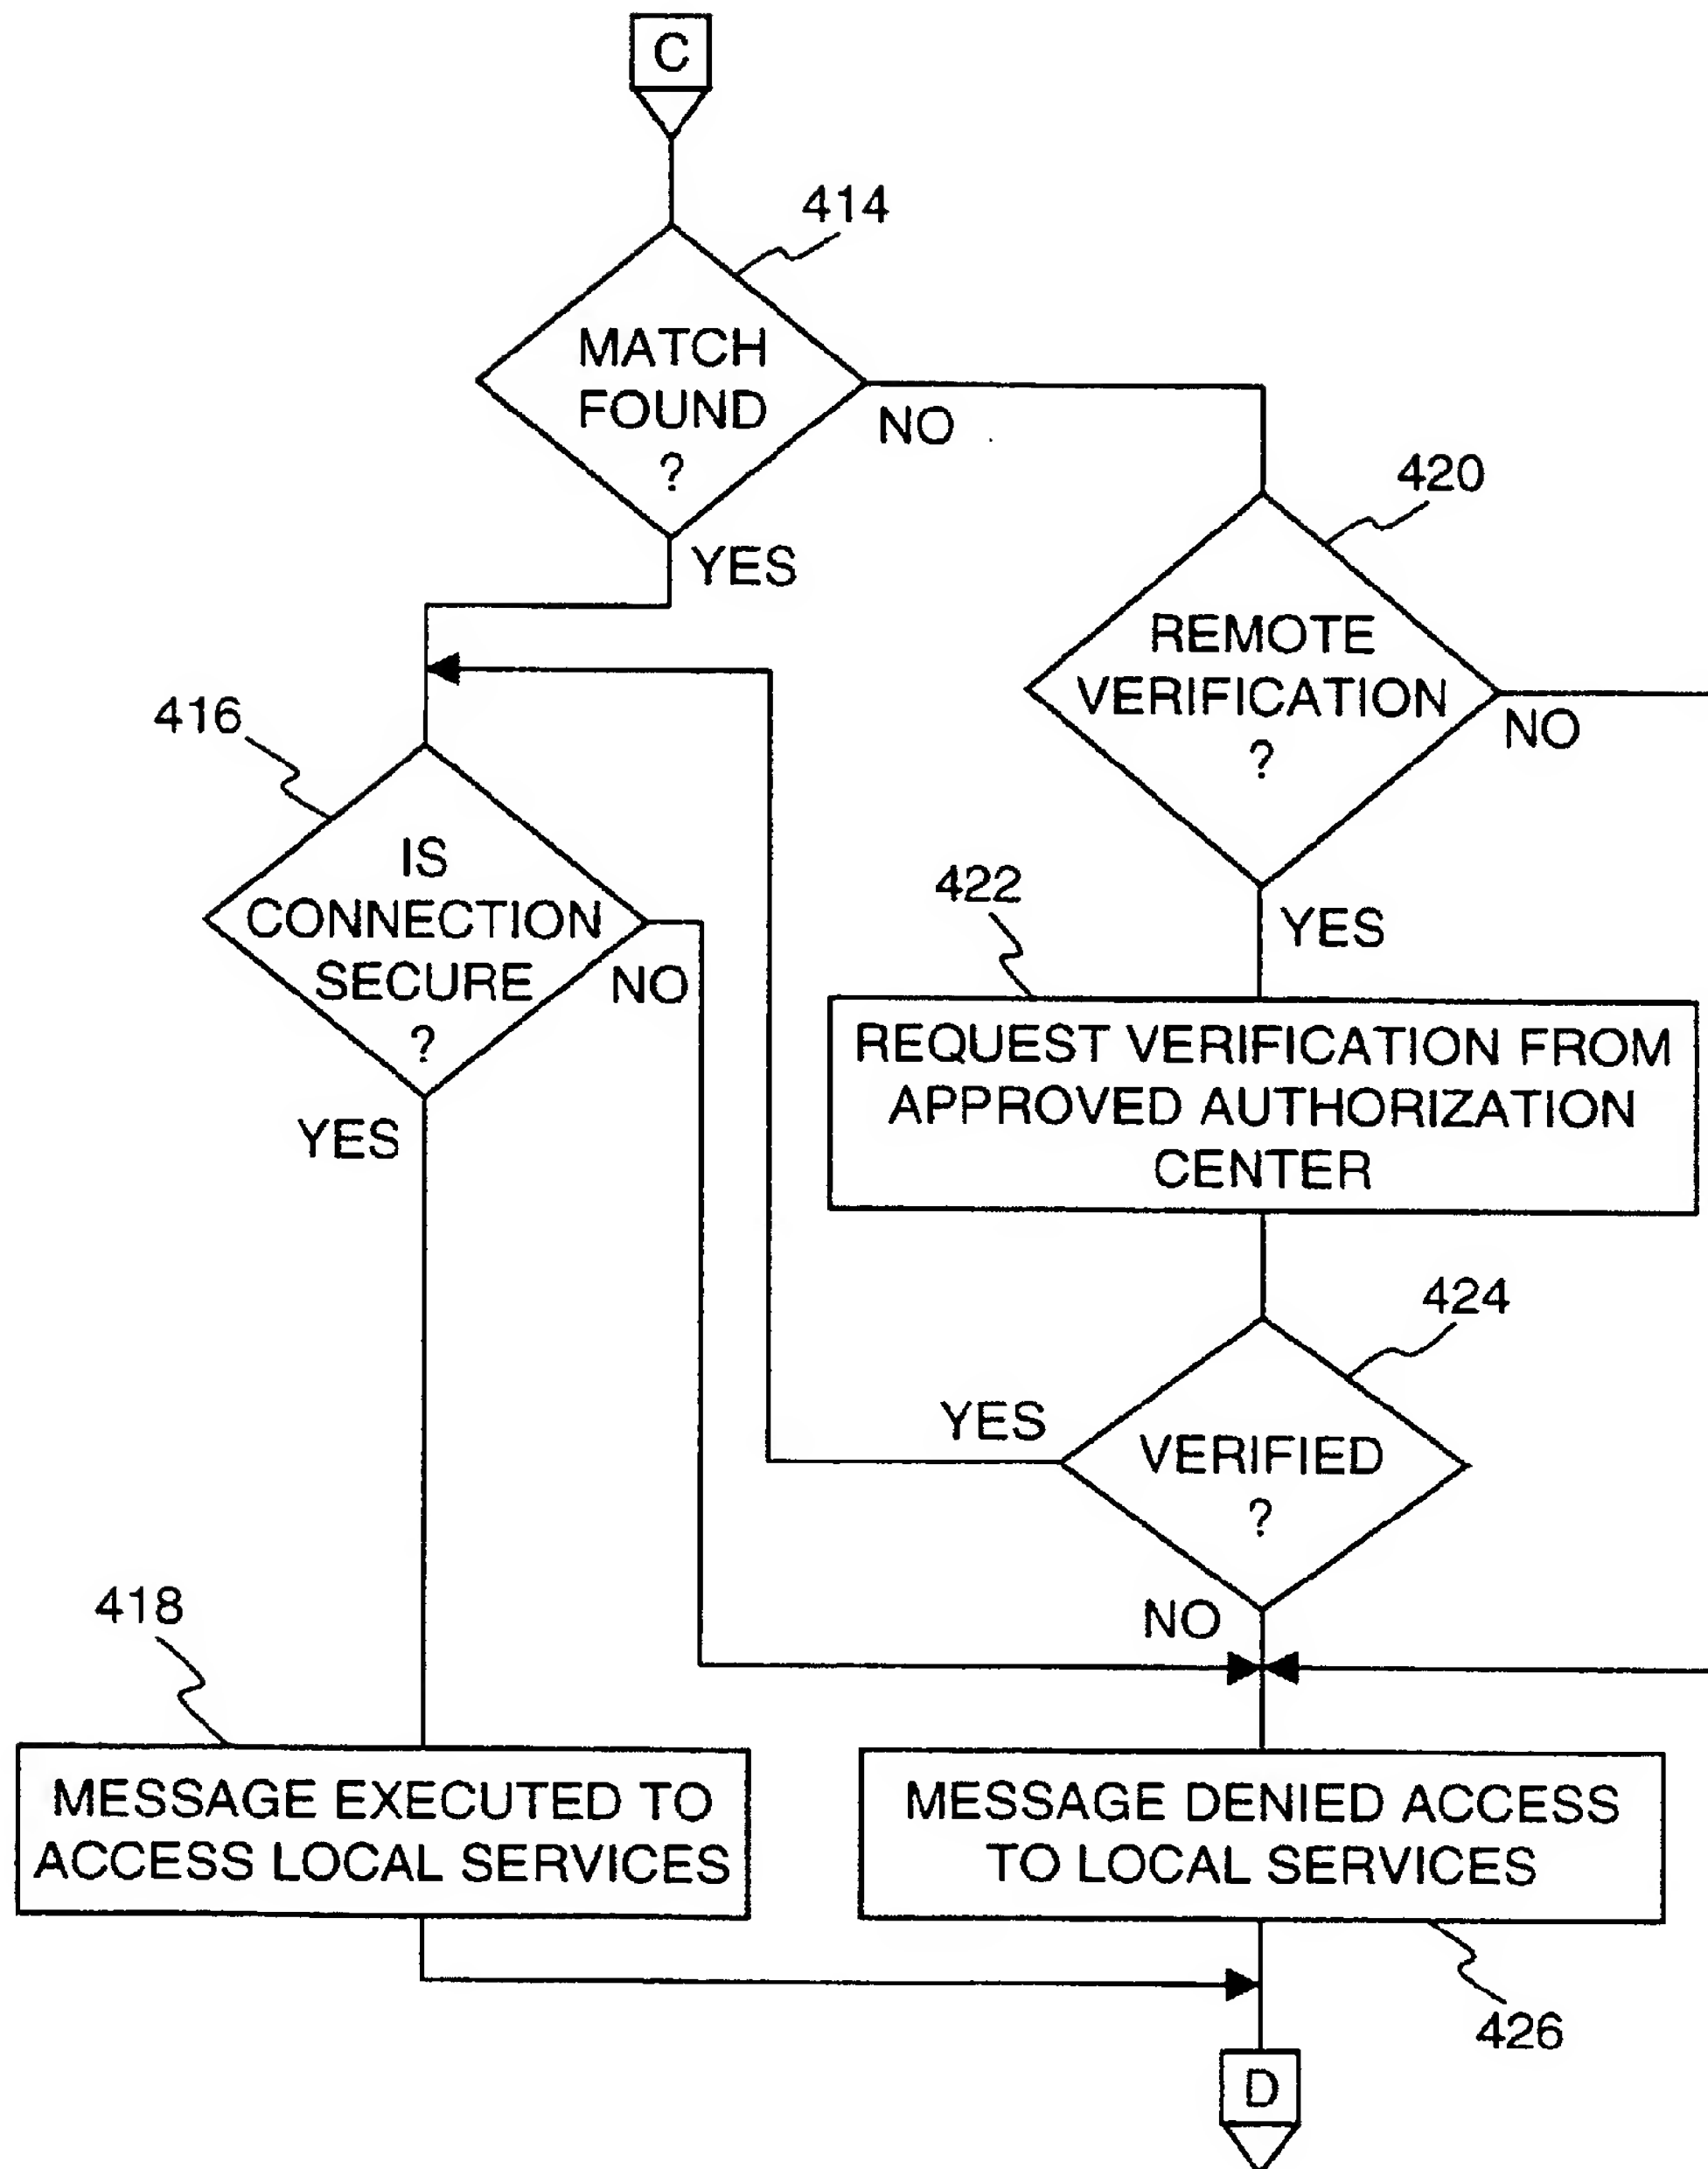 C
414
MATCH
FOUND
?
NO
YES
420
REMOTE
VERIFICATION
?
NO
YES
416
IS
CONNECTION
SECURE
?
NO
YES
422
REQUEST VERIFICATION FROM
APPROVED AUTHORIZATION
CENTER
424
VERIFIED
?
YES
NO
418
MESSAGE EXECUTED TO
ACCESS LOCAL SERVICES
MESSAGE DENIED ACCESS
TO LOCAL SERVICES
426
D